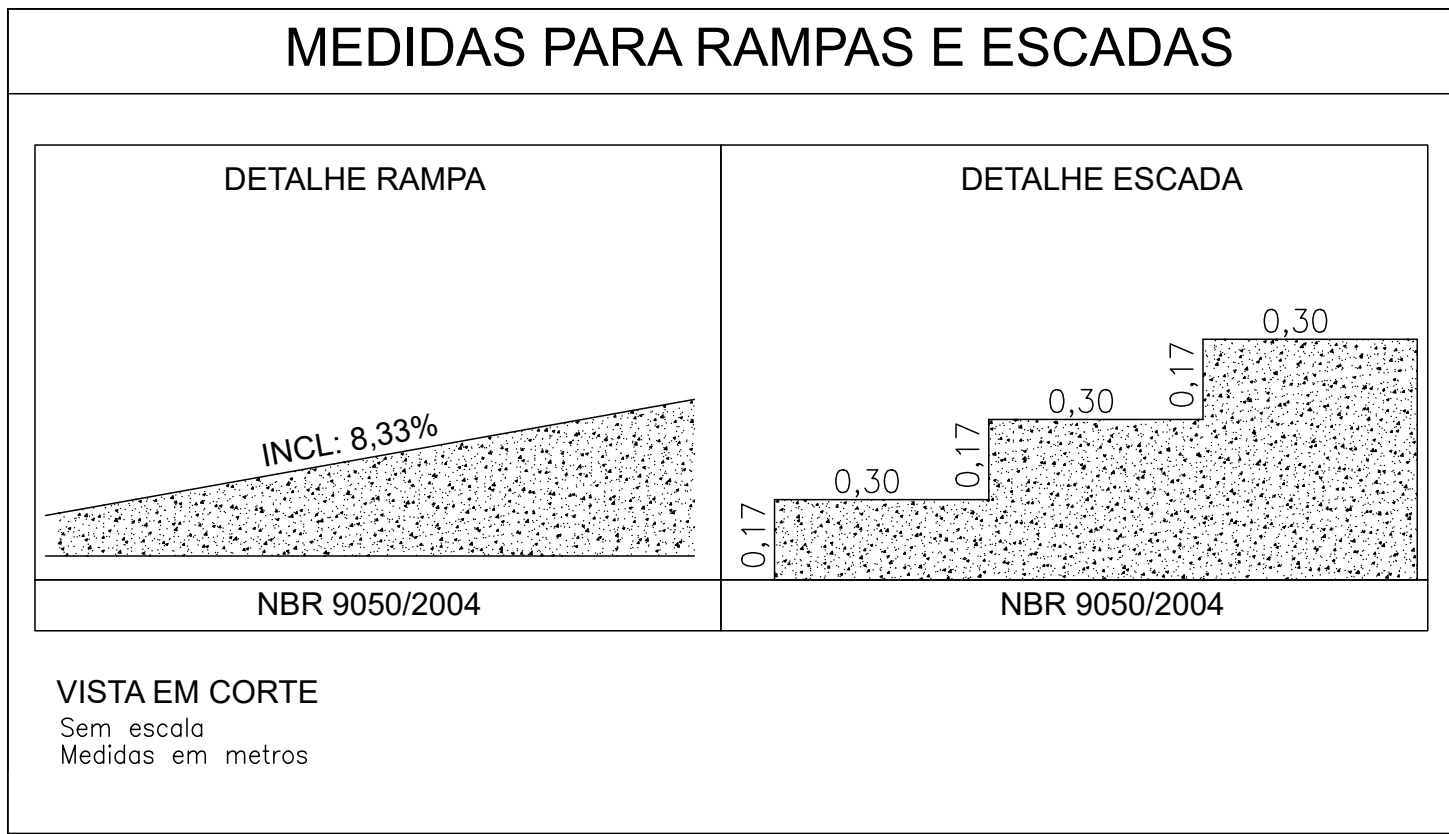 MEDIDAS PARA RAMPAS E ESCADAS
DETALHE RAMPA
INCL: 8,33%
NBR 9050/2004
DETALHE ESCADA
0,17
0,30
0,17
0,30
0,17
0,30
NBR 9050/2004
VISTA EM CORTE
Sem escala
Medidas em metros